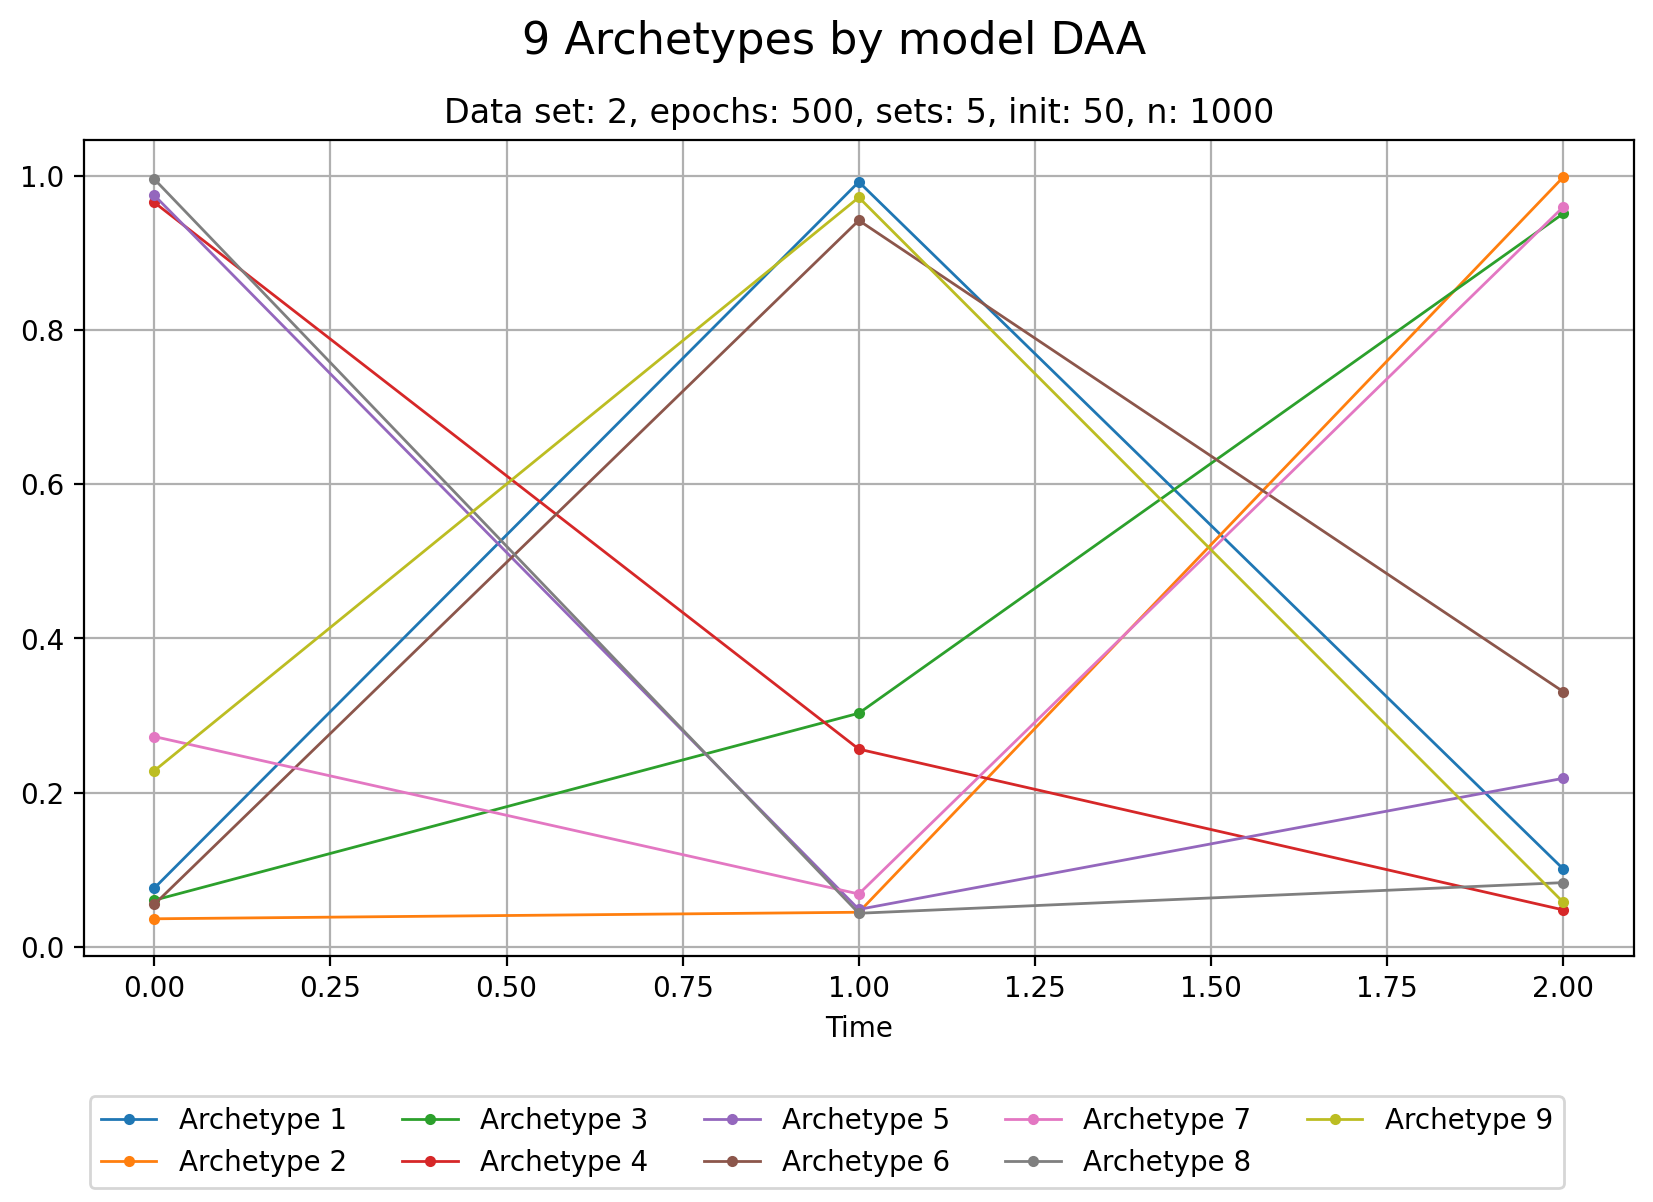 9 Archetypes by model DAA
Data set: 2, epochs: 500, sets: 5, init: 50, n: 1000
1.0
0.8
0.6
0.4
0.2
0.0
0.00 0.25 0.50 0.75 1.00 1.25 1.50 1.75 2.00
Time
Archetype 1 Archetype 3 Archetype 5 Archetype 7 Archetype 9
Archetype 2 Archetype 4 Archetype 6 Archetype 8